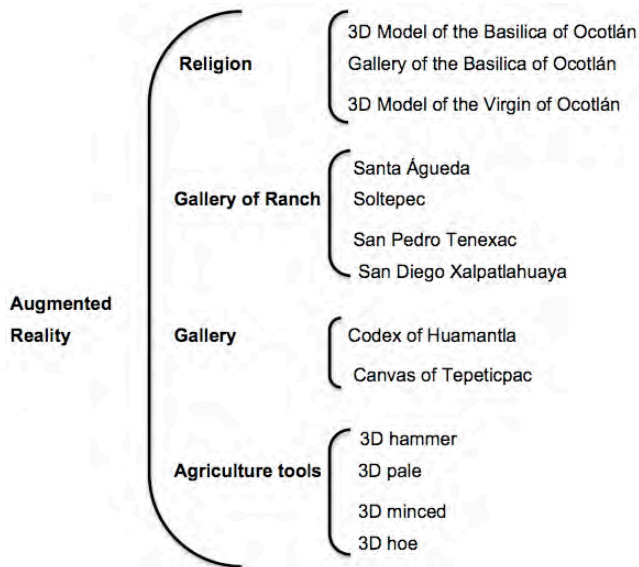 Augmented
Reality
Religion
3D Model of the Basilica of Ocotlán
Gallery of the Basilica of Ocotlán
3D Model of the Virgin of Ocotlán
Gallery of Ranch
Santa Águeda
Soltepec
San Pedro Tenexac
San Diego Xalpatlahuaya
Gallery
Codex of Huamantla
Canvas of Tepeticpac
Agriculture tools
3D hammer
3D pale
3D minced
3D hoe